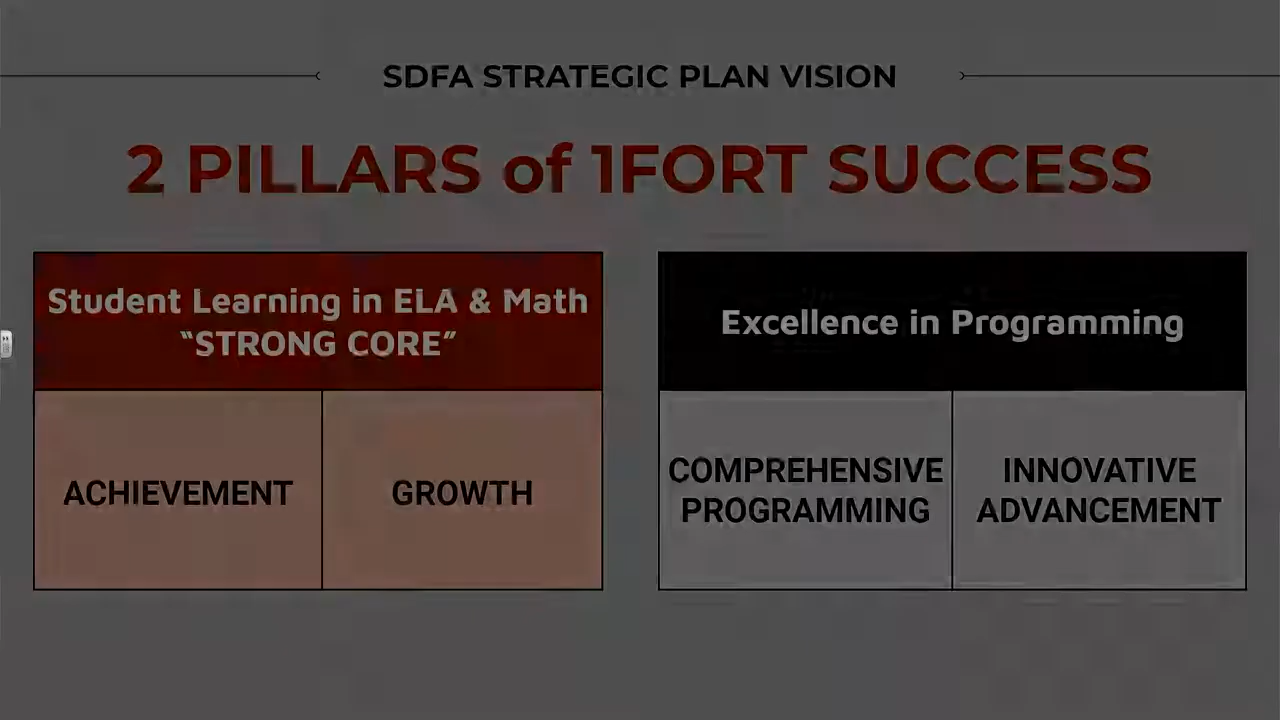 SDFA STRATEGIC PLAN VISION
2 PILLARS of 1FORT SUCCESS
Student Learning in ELA & Math
“STRONG CORE”
ACHIEVEMENT
GROWTH
Excellence in Programming
COMPREHENSIVE
PROGRAMMING
INNOVATIVE
ADVANCEMENT